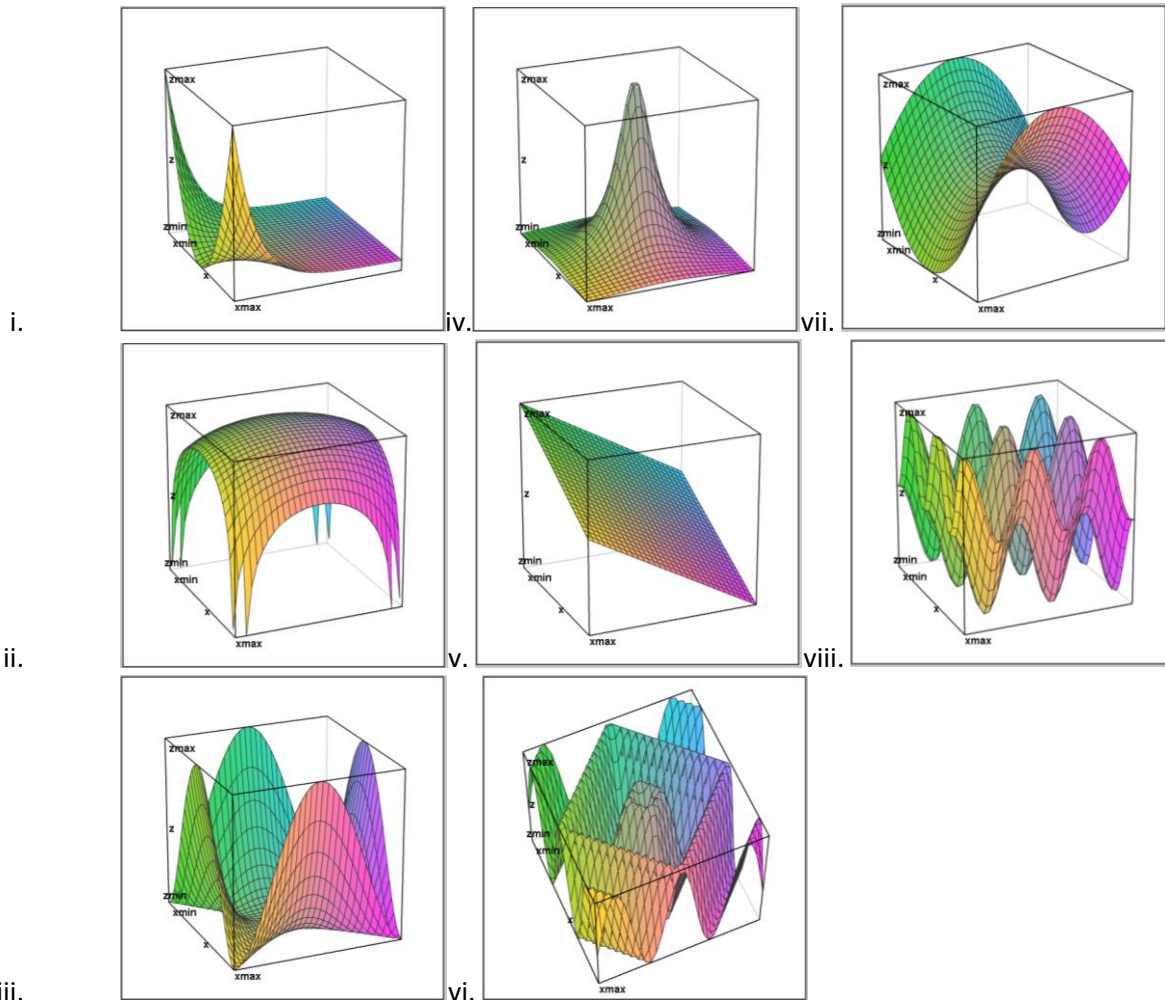 zmax
z
zmin
xmin
x
xmax
i.
zmax
z
zmin
xmin
x
xmax
iv.
zmax
z
zmin
xmin
x
xmax
vii.
zmax
z
zmin
xmin
x
xmax
ii.
zmax
z
zmin
xmin
x
xmax
v.
zmax
z
zmin
xmin
x
xmax
viii.
zmax
z
zmin
xmin
x
xmax
iii.
zmax
z
zmin
xmin
x
xmax
vi.